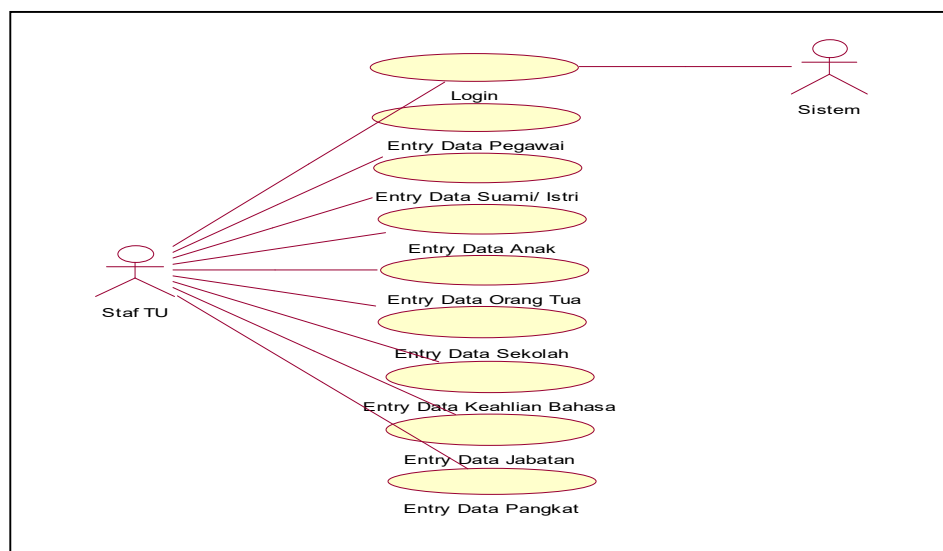 Login
Sistem
Entry Data Pegawai
Entry Data Suami/ Istri
Entry Data Anak
Entry Data Orang Tua
Staf TU
Entry Data Sekolah
Entry Data Keahlian Bahasa
Entry Data Jabatan
Entry Data Pangkat